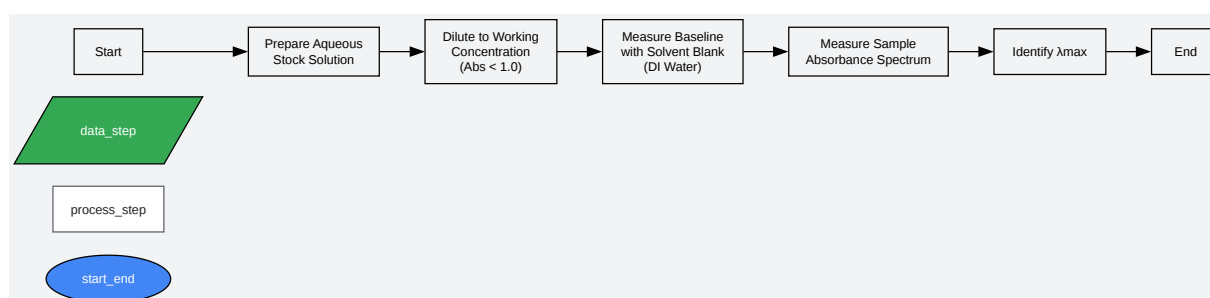 Start
Prepare Aqueous
Stock Solution
Dilute to Working
Concentration
(Abs < 1.0)
Measure Baseline
with Solvent Blank
(DI Water)
Measure Sample
Absorbance Spectrum
Identify λmax
End
data_step
process_step
start_end